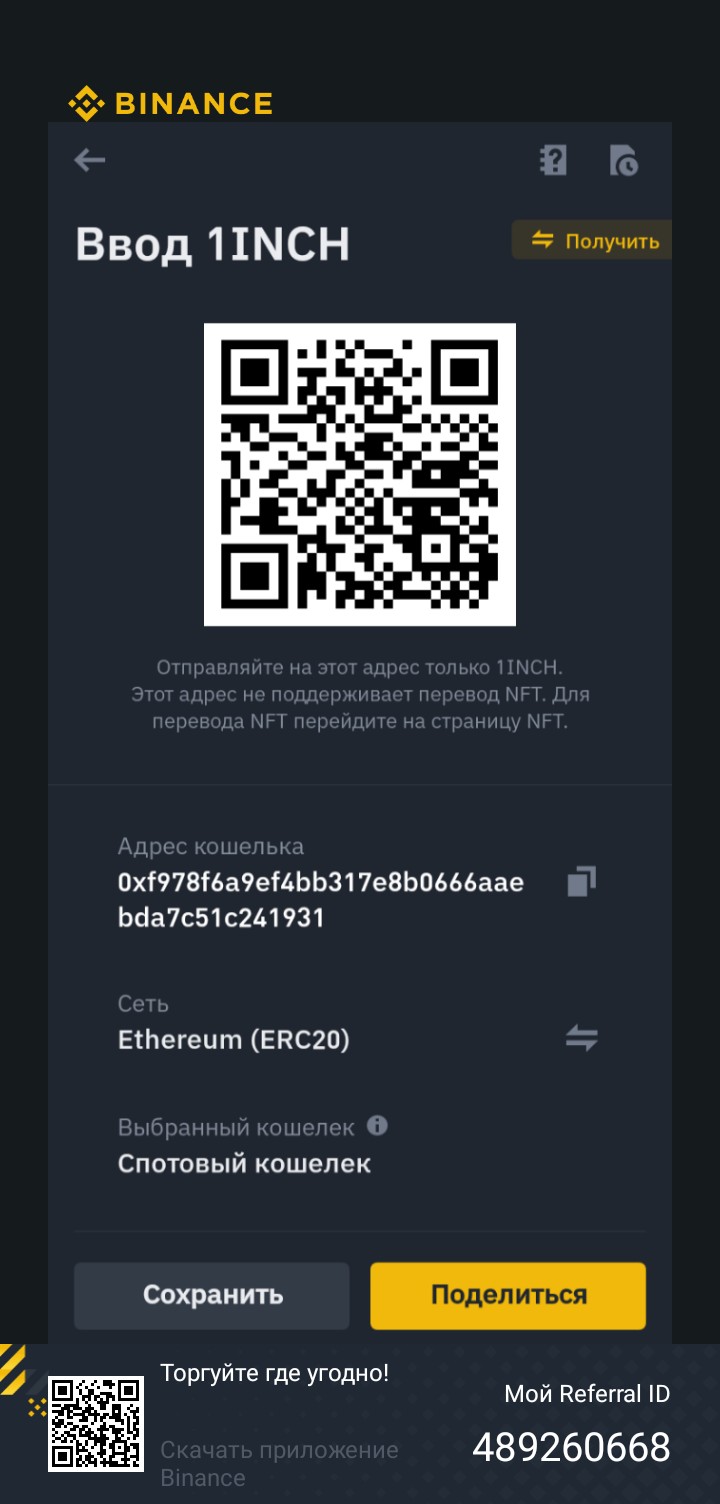 BINANCE
Ввод 1INCH
Получить
Отправляйте на этот адрес только 1INCH.
Этот адрес не поддерживает перевод NFT. Для
перевода NFT перейдите на страницу NFT.
Адрес кошелька
0xf978f6a9ef4bb317e8b0666aae
bda7c51c241931
Сеть
Ethereum (ERC20)
Выбранный кошелек
Спотовый кошелек
Сохранить
Поделиться
Торгуйте где угодно!
Мой Referral ID
489260668
Скачать приложение
Binance